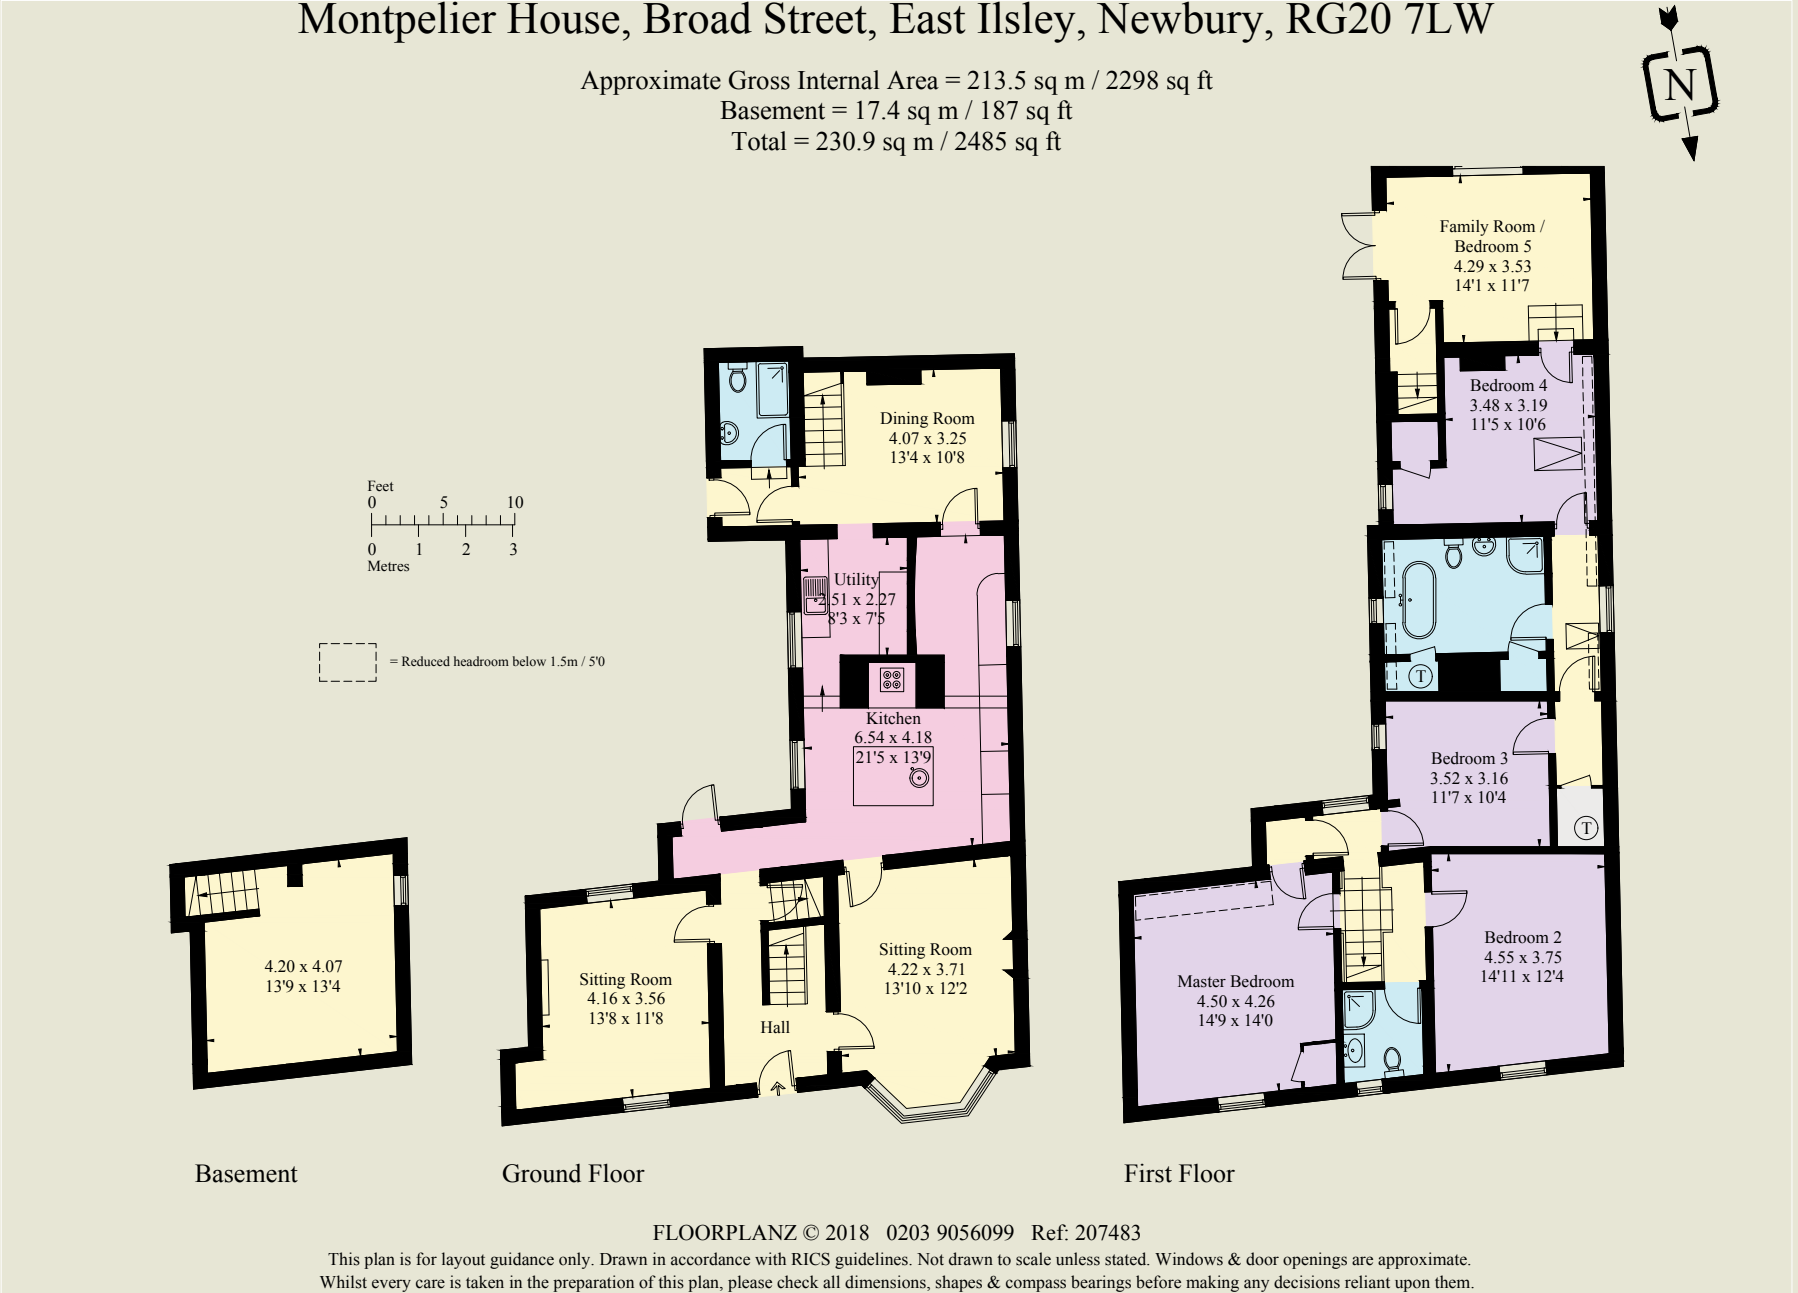 Montpelier House, Broad Street, East Ilsley, Newbury, RG20 7LW
Approximate Gross Internal Area = 213.5 sq m / 2298 sq ft
Basement = 17.4 sq m / 187 sq ft
Total = 230.9 sq m / 2485 sq ft
N
Family Room /
Bedroom 5
4.29 x 3.53
14'1 x 11'7
Bedroom 4
3.48 x 3.19
11'5 x 10'6
Dining Room
4.07 x 3.25
13'4 x 10'8
Feet
0 5 10
0 1 2 3
Metres
= Reduced headroom below 1.5m / 5'0
Utility
2.51 x 2.27
8'3 x 7'5
Kitchen
6.54 x 4.18
21'5 x 13'9
T
Bedroom 3
3.52 x 3.16
11'7 x 10'4
T
4.20 x 4.07
13'9 x 13'4
Sitting Room
4.16 x 3.56
13'8 x 11'8
Hall
Sitting Room
4.22 x 3.71
13'10 x 12'2
Master Bedroom
4.50 x 4.26
14'9 x 14'0
Bedroom 2
4.55 x 3.75
14'11 x 12'4
Basement
Ground Floor
First Floor
FLOORPLANZ © 2018 0203 9056099 Ref: 207483
This plan is for layout guidance only. Drawn in accordance with RICS guidelines. Not drawn to scale unless stated. Windows & door openings are approximate.
Whilst every care is taken in the preparation of this plan, please check all dimensions, shapes & compass bearings before making any decisions reliant upon them.